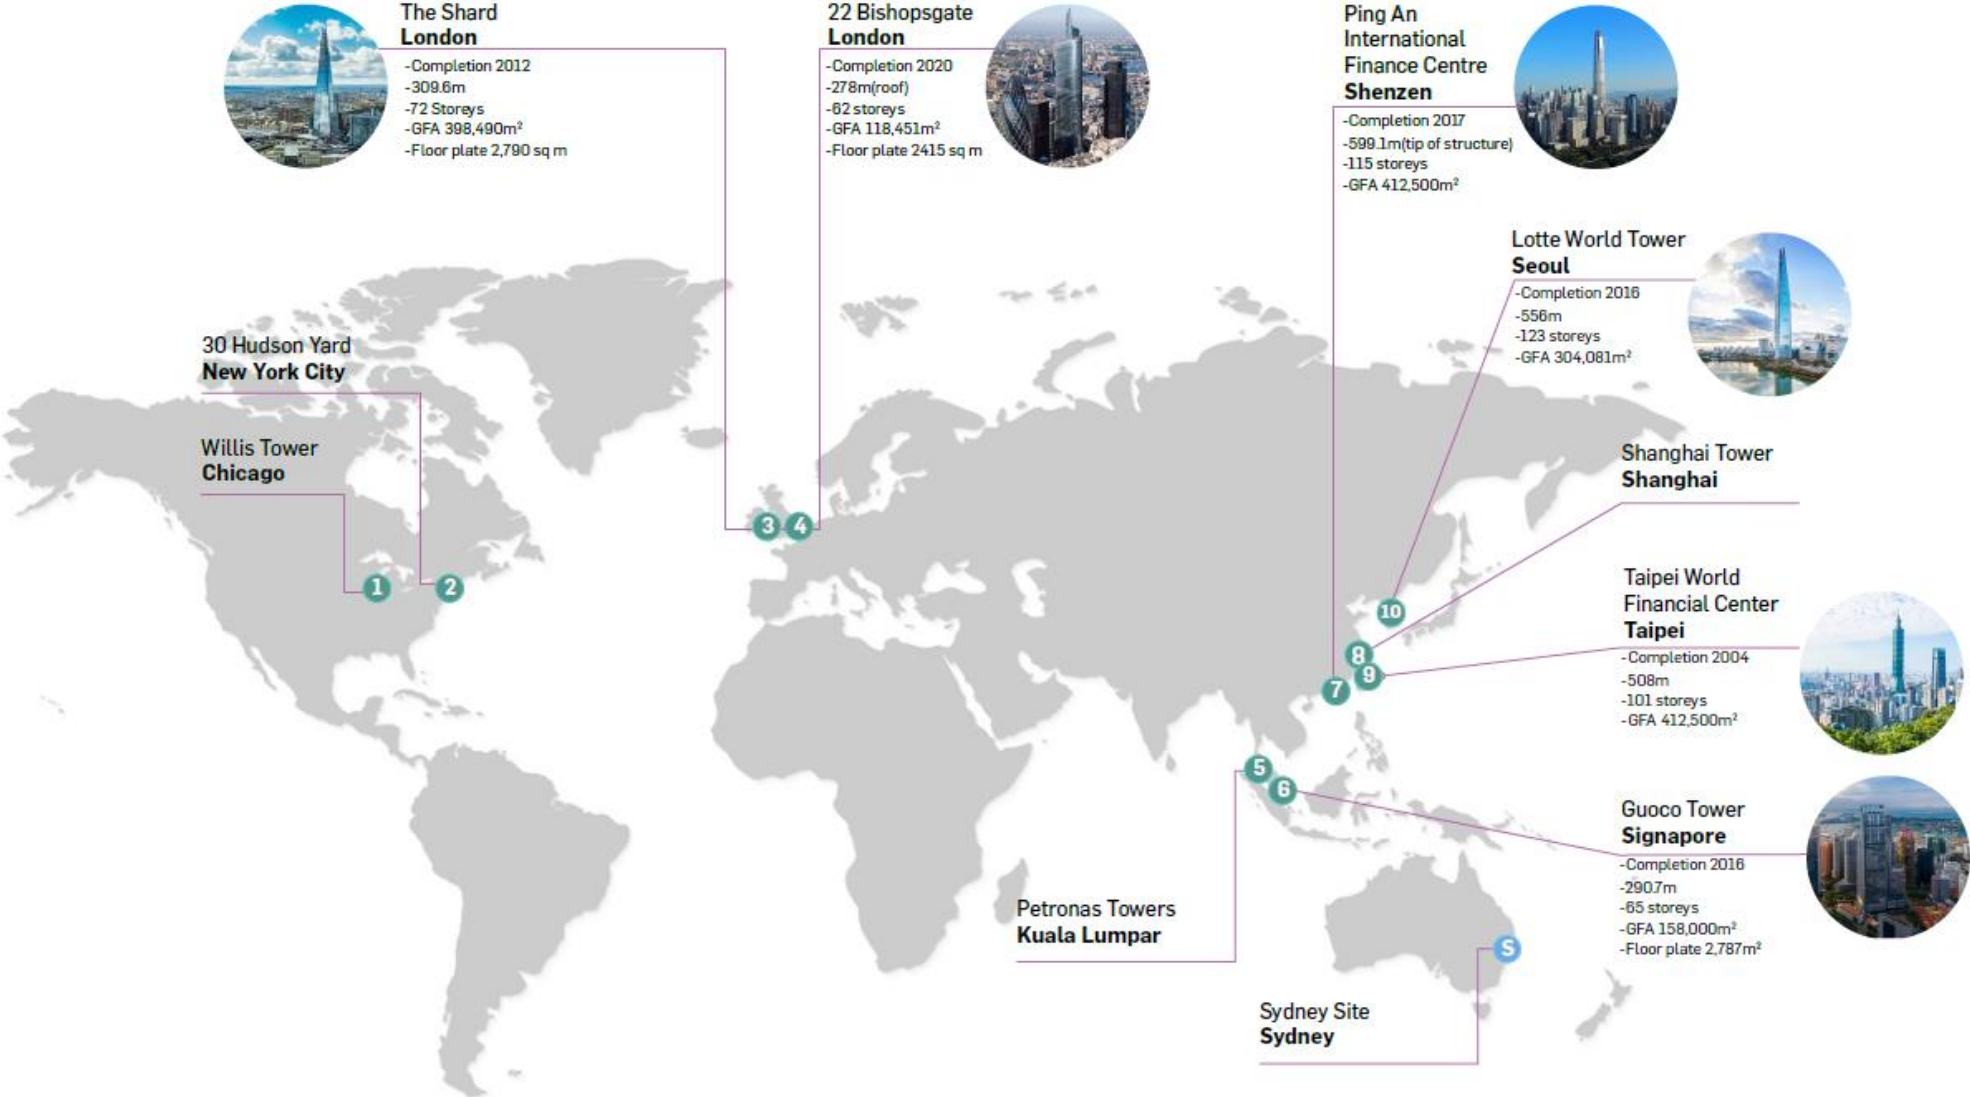 The Shard
London
-Completion 2012
-309.6m
-72 Storeys
-GFA 398,490m²
-Floor plate 2,790 sq m
22 Bishopsgate
London
-Completion 2020
-278m(roof)
-62 storeys
-GFA 118,451m²
-Floor plate 2415 sq m
Ping An
International
Finance Centre
Shenzen
-Completion 2017
-599.1m(tip of structure)
-115 storeys
-GFA 412,500m²
Lotte World Tower
Seoul
-Completion 2016
-556m
-123 storeys
-GFA 304,081m²
30 Hudson Yard
New York City
Willis Tower
Chicago
Shanghai Tower
Shanghai
3
4
1
2
10
8
9
7
5
6
Taipei World
Financial Center
Taipei
-Completion 2004
-508m
-101 storeys
-GFA 412,500m²
Guoco Tower
Signapore
-Completion 2016
-290.7m
-65 storeys
-GFA 158,000m²
-Floor plate 2,787m²
Petronas Towers
Kuala Lumpar
S
Sydney Site
Sydney